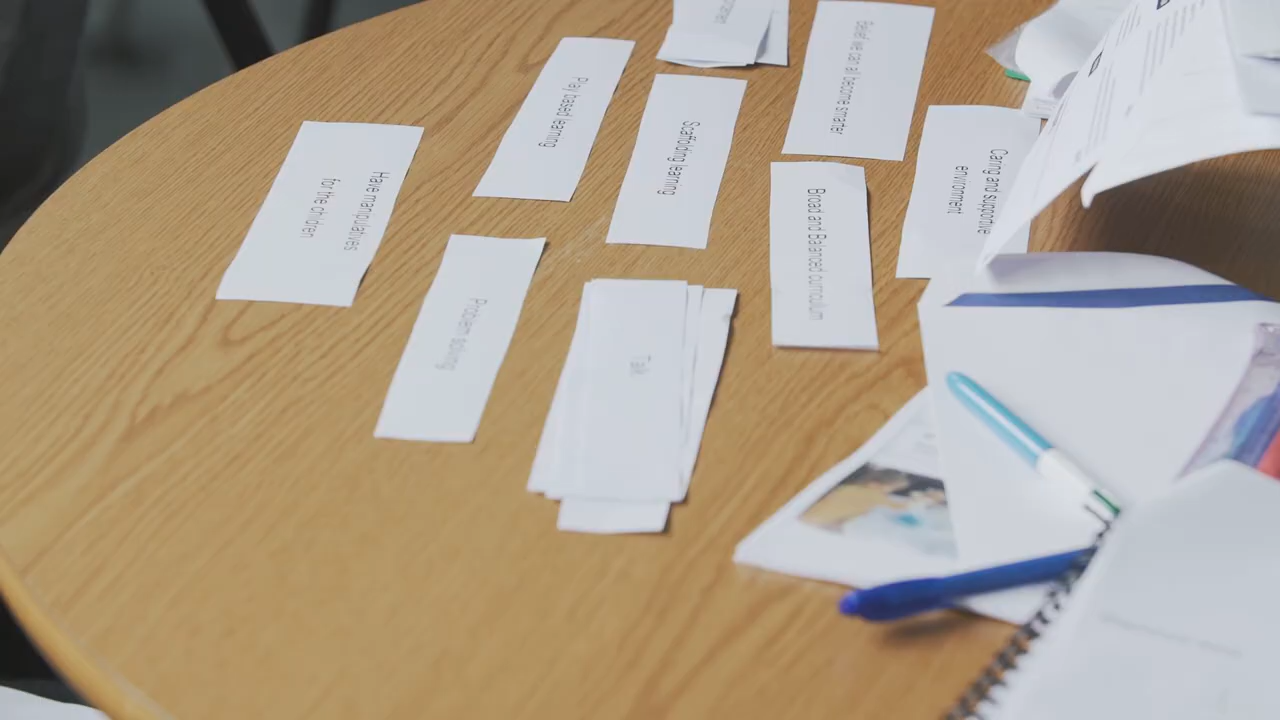 Belief we can all become smarter
Play based learning
Scaffolding learning
Caring and supportive
environment
Have manipulatives
for the children
Broad and Balanced curriculum
Problem solving
Talk